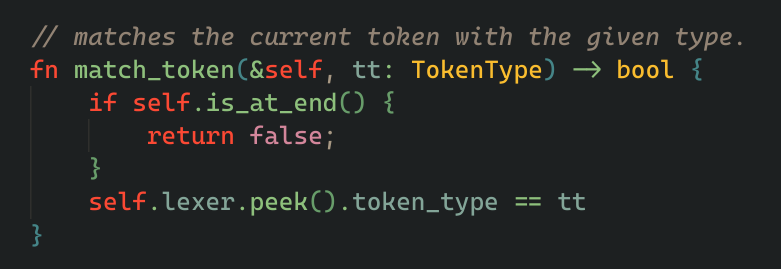 // matches the current token with the given type.
fn match_token(&self, tt: TokenType) -> bool {
    if self.is_at_end() {
        return false;
    }
    self.lexer.peek().token_type == tt
}